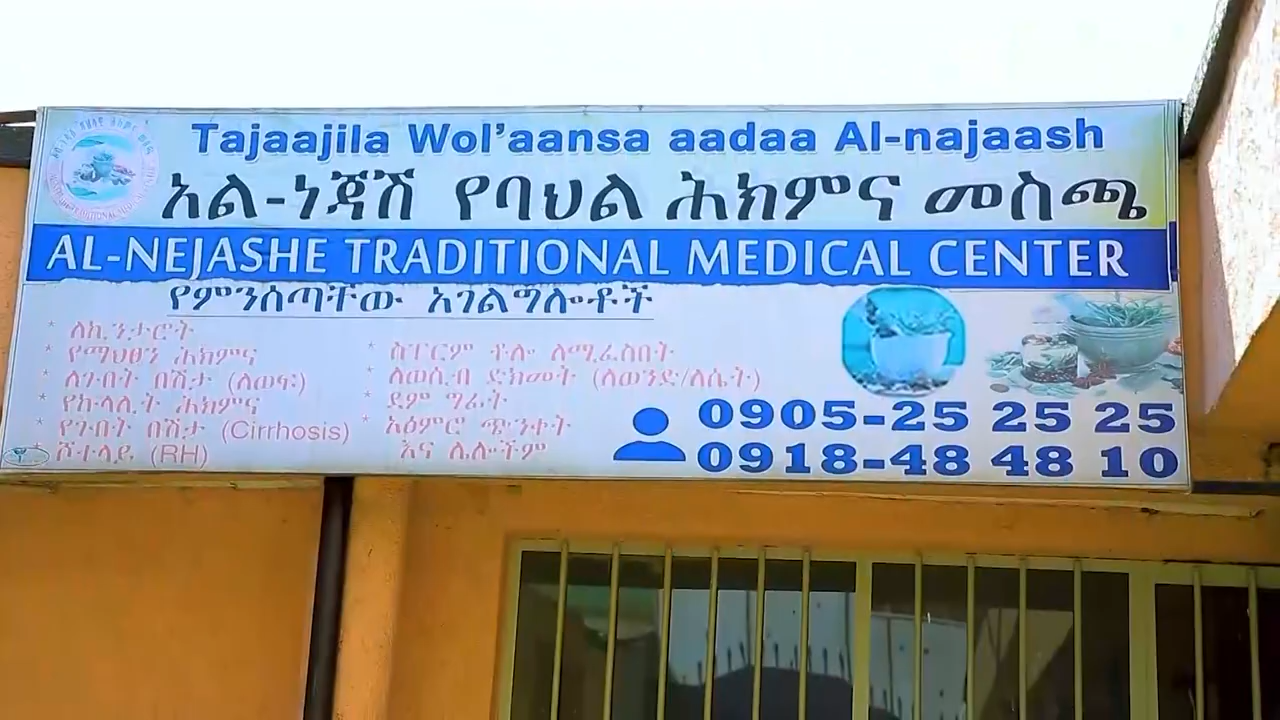 Tajaajila Wol'aansa aadaa Al-najaash
አል-ነጃሽ የባህል ሕክምና መስጫ
AL-NEJASHE TRADITIONAL MEDICAL CENTER
የምንሰጣቸው አገልግሎቶች
* ለኪንታሮት
* የማህፀን ሕክምና
* ለጉበት በሽታ (ለወፋ)
* የኩላሊት ሕክምና
* የጉበት በሽታ (Cirrhosis)
* ሾተላይ (RH)
* ስፐርም ቶሎ ለሚፈስበት
* ለወሲብ ድክመት (ለወንድ/ለሴት)
* ደም ግፊት
* አዕምሮ ጭንቀት
እና ሌሎችም
0905-25 25 25
0918-48 48 10